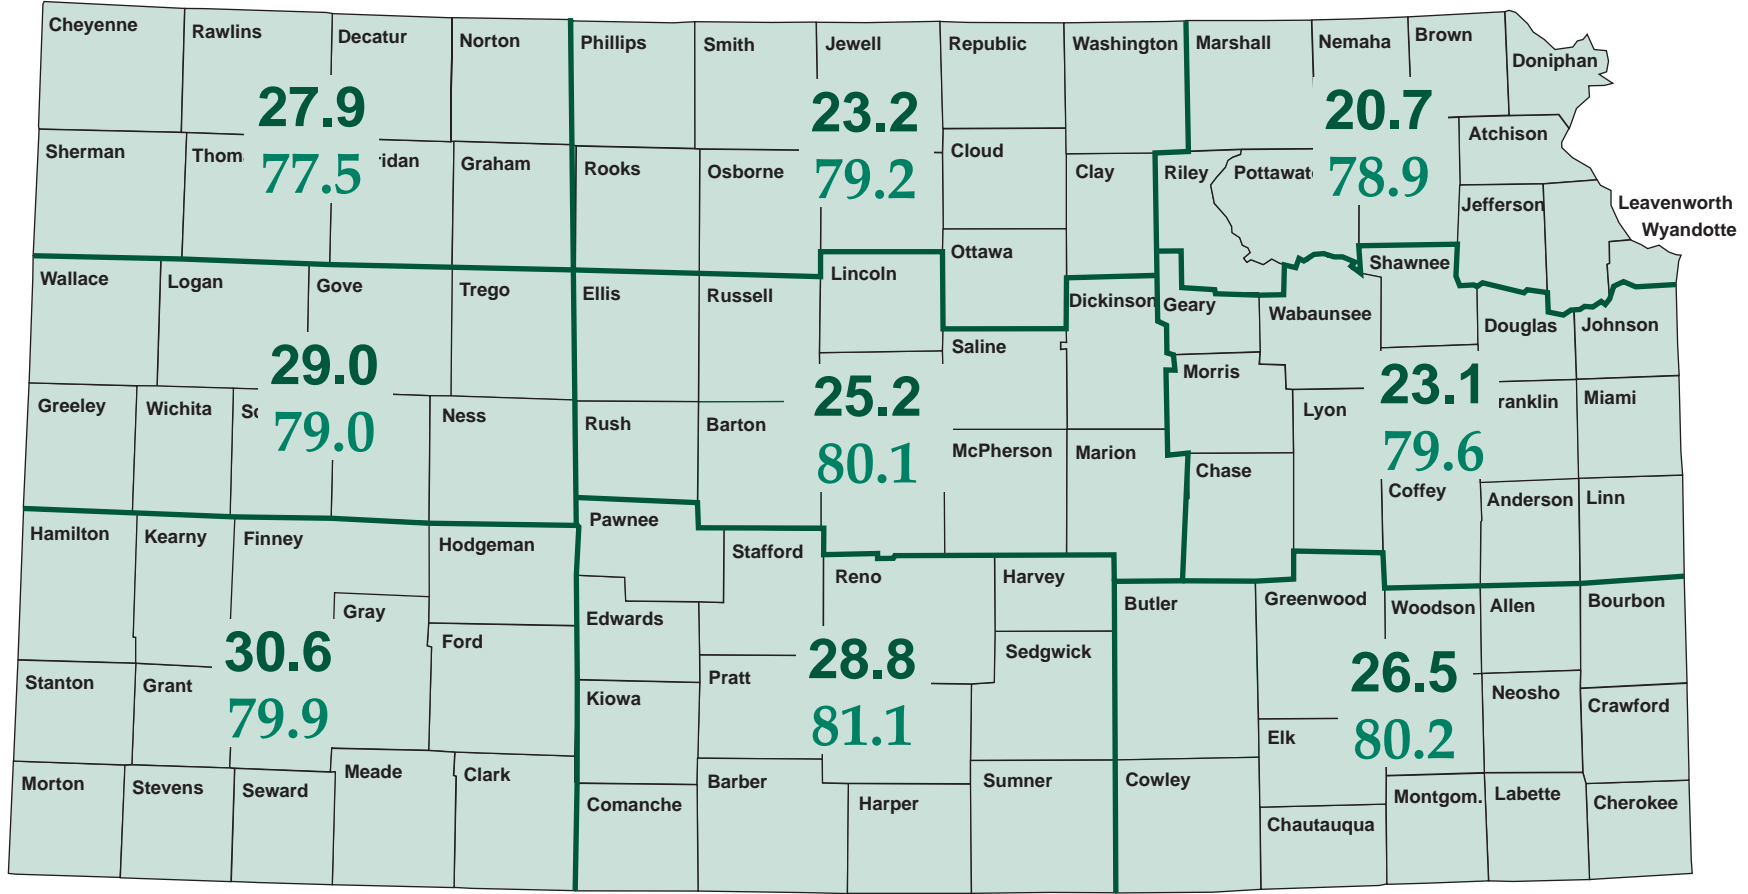 Cheyenne
Rawlins
Decatur
Norton
Phillips
Smith
Jewell
Republic
Washington
Marshall
Nemaha
Brown
Doniphan
27.9
77.5
23.2
79.2
20.7
78.9
Sherman
Thom
ridan
Graham
Rooks
Osborne
Cloud
Clay
Riley
Pottawat
Atchison
Jefferson
Leavenworth
Wyandotte
Wallace
Logan
Gove
Trego
Ellis
Russell
Lincoln
Ottawa
Dickinson
Geary
Wabaunsee
Shawnee
Douglas
Johnson
29.0
79.0
25.2
80.1
23.1
79.6
Saline
Morris
Greeley
Wichita
Sc
Ness
Rush
Barton
McPherson
Marion
Chase
Lyon
ranklin
Miami
Coffey
Anderson
Linn
Hamilton
Kearny
Finney
Hodgeman
Pawnee
Stafford
Reno
Harvey
Butler
Greenwood
Woodson
Allen
Bourbon
Gray
Ford
Edwards
Sedgwick
30.6
79.9
28.8
81.1
26.5
80.2
Stanton
Grant
Kiowa
Pratt
Elk
Neosho
Crawford
Morton
Stevens
Seward
Meade
Clark
Comanche
Barber
Harper
Sumner
Cowley
Chautauqua
Montgom.
Labette
Cherokee